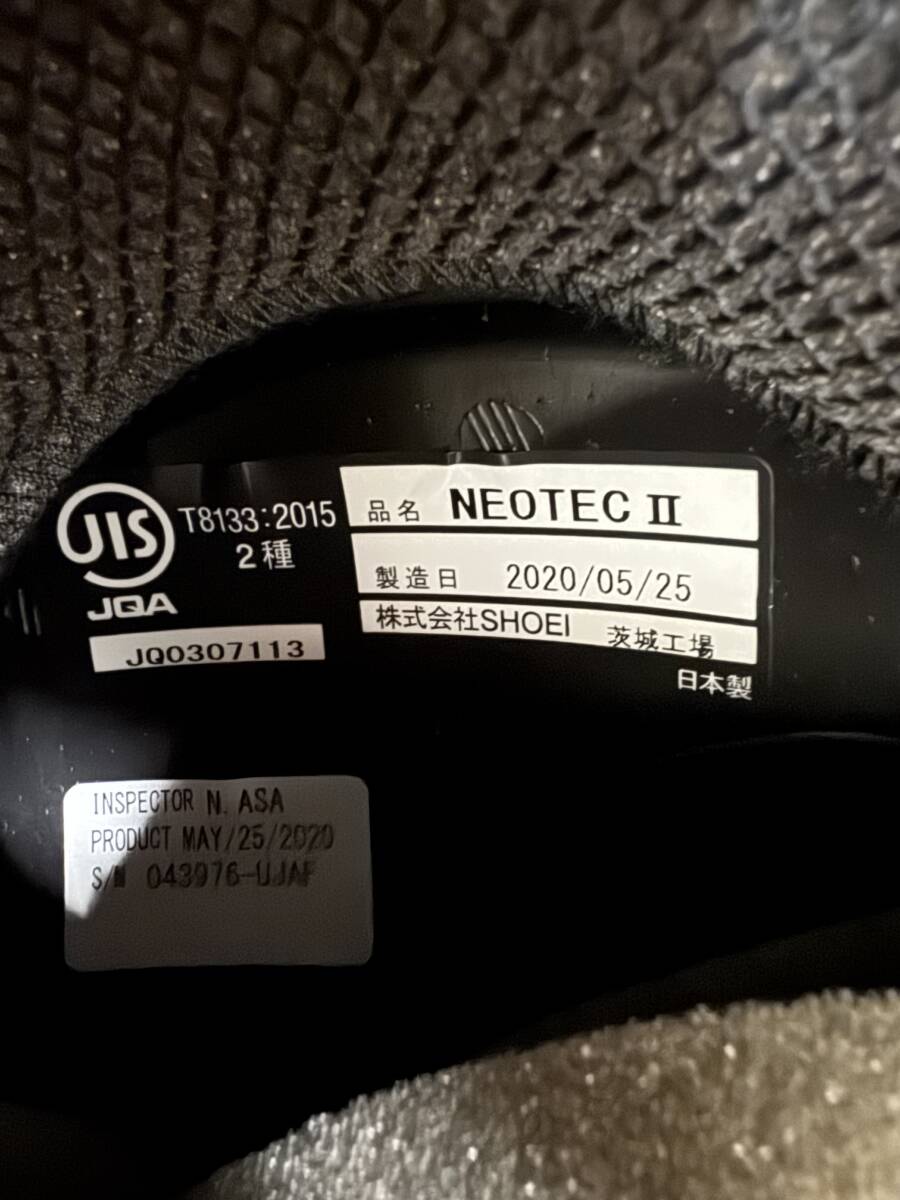 JIS
T8133:2015
2種
JQA
JQ0307113
品名 NEOTEC II
製造日 2020/05/25
株式会社SHOEI 茨城工場
日本製
INSPECTOR N. ASA
PRODUCT MAY/25/2020
S/N 043976-UJAF